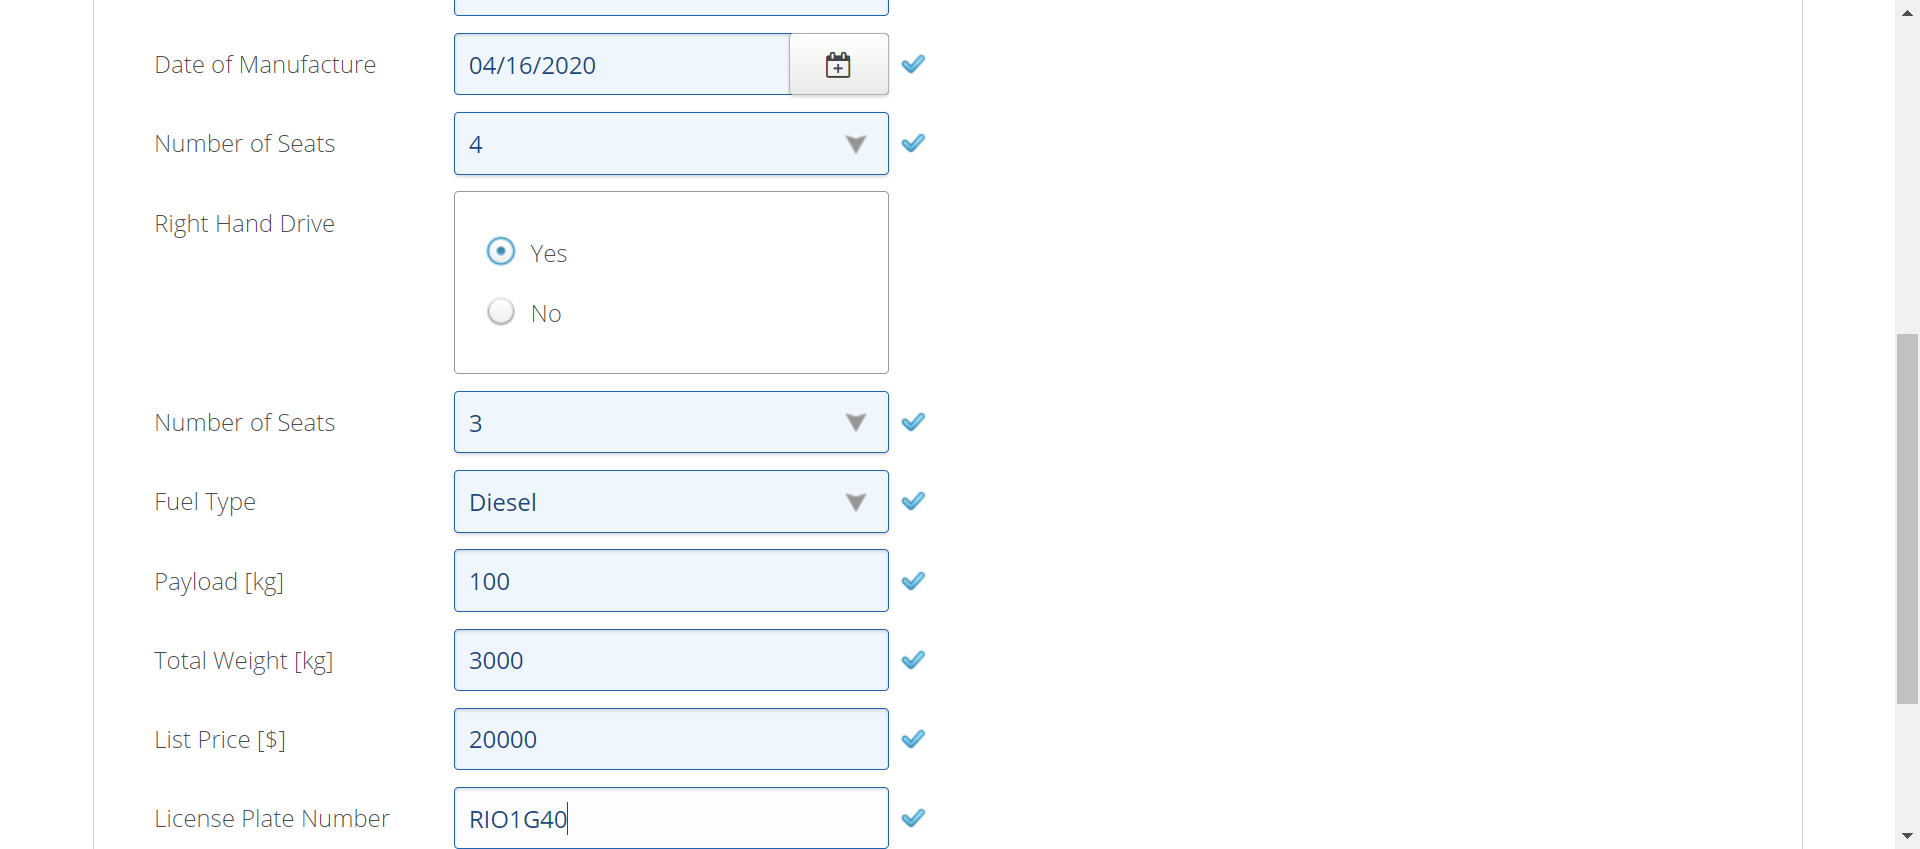 Date of Manufacture
04/16/2020
Number of Seats
4
Right Hand Drive
Yes
No
Number of Seats
3
Fuel Type
Diesel
Payload [kg]
100
Total Weight [kg]
3000
List Price [$]
20000
License Plate Number
RIO1G40